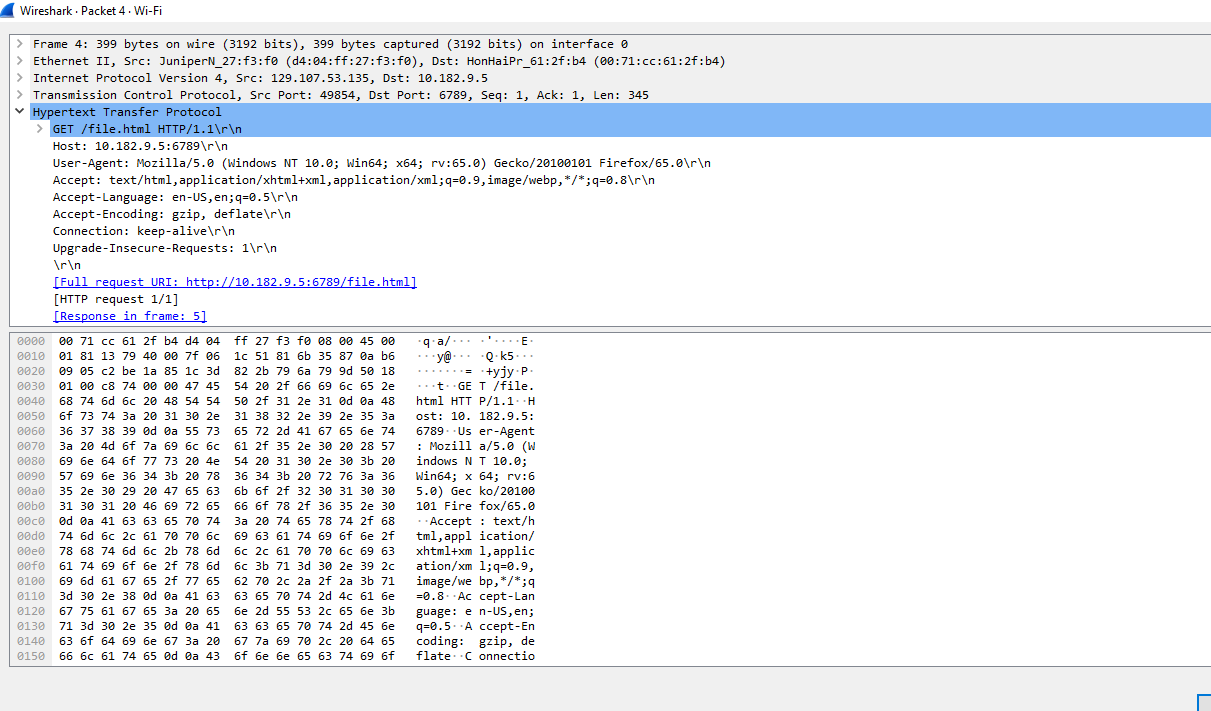 Wireshark · Packet 4 · Wi-Fi
Frame 4: 399 bytes on wire (3192 bits), 399 bytes captured (3192 bits) on interface 0
Ethernet II, Src: JuniperN_27:f3:f0 (d4:04:ff:27:f3:f0), Dst: HonHaiPr_61:2f:b4 (00:71:cc:61:2f:b4)
Internet Protocol Version 4, Src: 129.107.53.135, Dst: 10.182.9.5
Transmission Control Protocol, Src Port: 49854, Dst Port: 6789, Seq: 1, Ack: 1, Len: 345
Hypertext Transfer Protocol
GET /file.html HTTP/1.1\r\n
Host: 10.182.9.5:6789\r\n
User-Agent: Mozilla/5.0 (Windows NT 10.0; Win64; x64; rv:65.0) Gecko/20100101 Firefox/65.0\r\n
Accept: text/html,application/xhtml+xml,application/xml;q=0.9,image/webp,*/*;q=0.8\r\n
Accept-Language: en-US,en;q=0.5\r\n
Accept-Encoding: gzip, deflate\r\n
Connection: keep-alive\r\n
Upgrade-Insecure-Requests: 1\r\n
\r\n
[Full request URI: http://10.182.9.5:6789/file.html]
[HTTP request 1/1]
[Response in frame: 5]
0000 00 71 cc 61 2f b4 d4 04 ff 27 f3 f0 08 00 45 00 ·q·a/··· ·'····E·
0010 01 81 13 79 40 00 7f 06 1c 51 81 6b 35 87 0a b6 ···y@··· ·Q·k5···
0020 09 05 c2 be 1a 85 1c 3d 82 2b 79 6a 79 9d 50 18 ·······= ·+yjy·P·
0030 01 00 c8 74 00 00 47 45 54 20 2f 66 69 6c 65 2e ···t··GE T /file.
0040 68 74 6d 6c 20 48 54 54 50 2f 31 2e 31 0d 0a 48 html HTT P/1.1··H
0050 6f 73 74 3a 20 31 30 2e 31 38 32 2e 39 2e 35 3a ost: 10. 182.9.5:
0060 36 37 38 39 0d 0a 55 73 65 72 2d 41 67 65 6e 74 6789··Us er-Agent
0070 3a 20 4d 6f 7a 69 6c 6c 61 2f 35 2e 30 20 28 57 : Mozill a/5.0 (W
0080 69 6e 64 6f 77 73 20 4e 54 20 31 30 2e 30 3b 20 indows N T 10.0;
0090 57 69 6e 36 34 3b 20 78 36 34 3b 20 72 76 3a 36 Win64; x 64; rv:6
00a0 35 2e 30 29 20 47 65 63 6b 6f 2f 32 30 31 30 30 5.0) Gec ko/20100
00b0 31 30 31 20 46 69 72 65 66 6f 78 2f 36 35 2e 30 101 Fire fox/65.0
00c0 0d 0a 41 63 63 65 70 74 3a 20 74 65 78 74 2f 68 ··Accept : text/h
00d0 74 6d 6c 2c 61 70 70 6c 69 63 61 74 69 6f 6e 2f tml,appl ication/
00e0 78 68 74 6d 6c 2b 78 6d 6c 2c 61 70 70 6c 69 63 xhtml+xm l,applic
00f0 61 74 69 6f 6e 2f 78 6d 6c 3b 71 3d 30 2e 39 2c ation/xm l;q=0.9,
0100 69 6d 61 67 65 2f 77 65 62 70 2c 2a 2f 2a 3b 71 image/we bp,*/*;q
0110 3d 30 2e 38 0d 0a 41 63 63 65 70 74 2d 4c 61 6e =0.8··Ac cept-Lan
0120 67 75 61 67 65 3a 20 65 6e 2d 55 53 2c 65 6e 3b guage: e n-US,en;
0130 71 3d 30 2e 35 0d 0a 41 63 63 65 70 74 2d 45 6e q=0.5··A ccept-En
0140 63 6f 64 69 6e 67 3a 20 67 7a 69 70 2c 20 64 65 coding:  gzip, de
0150 66 6c 61 74 65 0d 0a 43 6f 6e 6e 65 63 74 69 6f flate··C onnectio